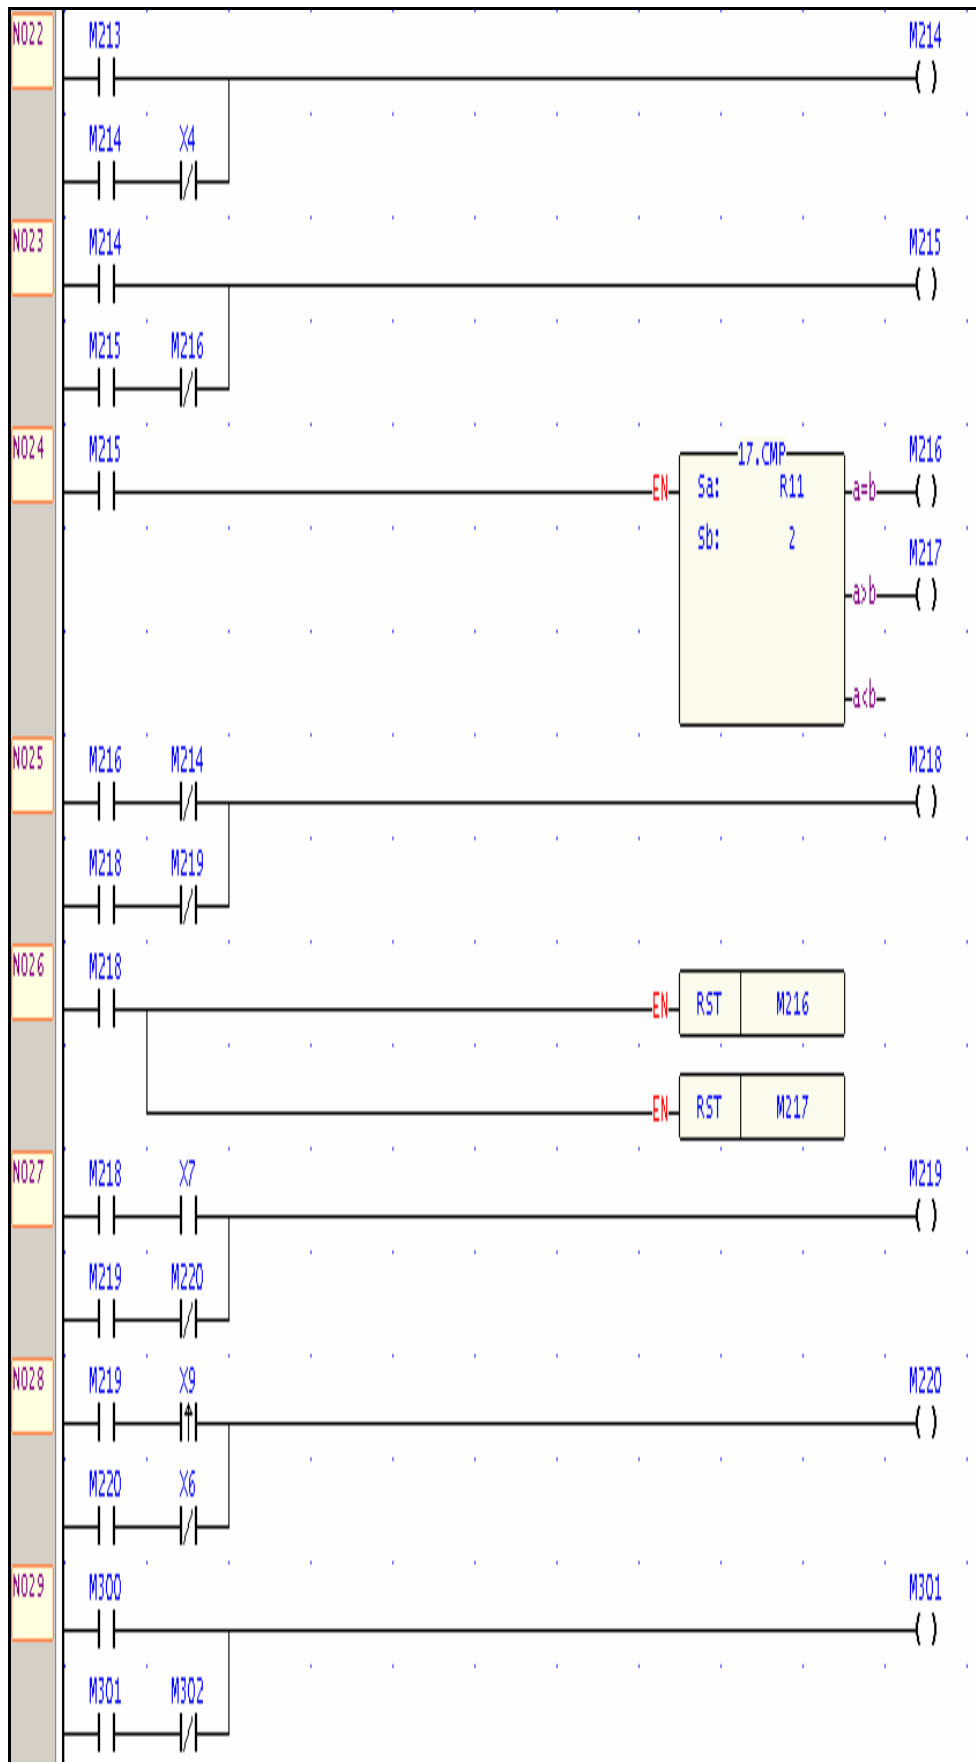 N022 M213 M214
M214 X4
N023 M214 M215
M215 M216
N024 M215 17.CMP M216
EN Sa: R11 a=b
Sb: 2 M217
a>b
a<b
N025 M216 M214 M218
M218 M219
N026 M218
EN RST M216
EN RST M217
N027 M218 X7 M219
M219 M220
N028 M219 X9 M220
M220 X6
N029 M300 M301
M301 M302